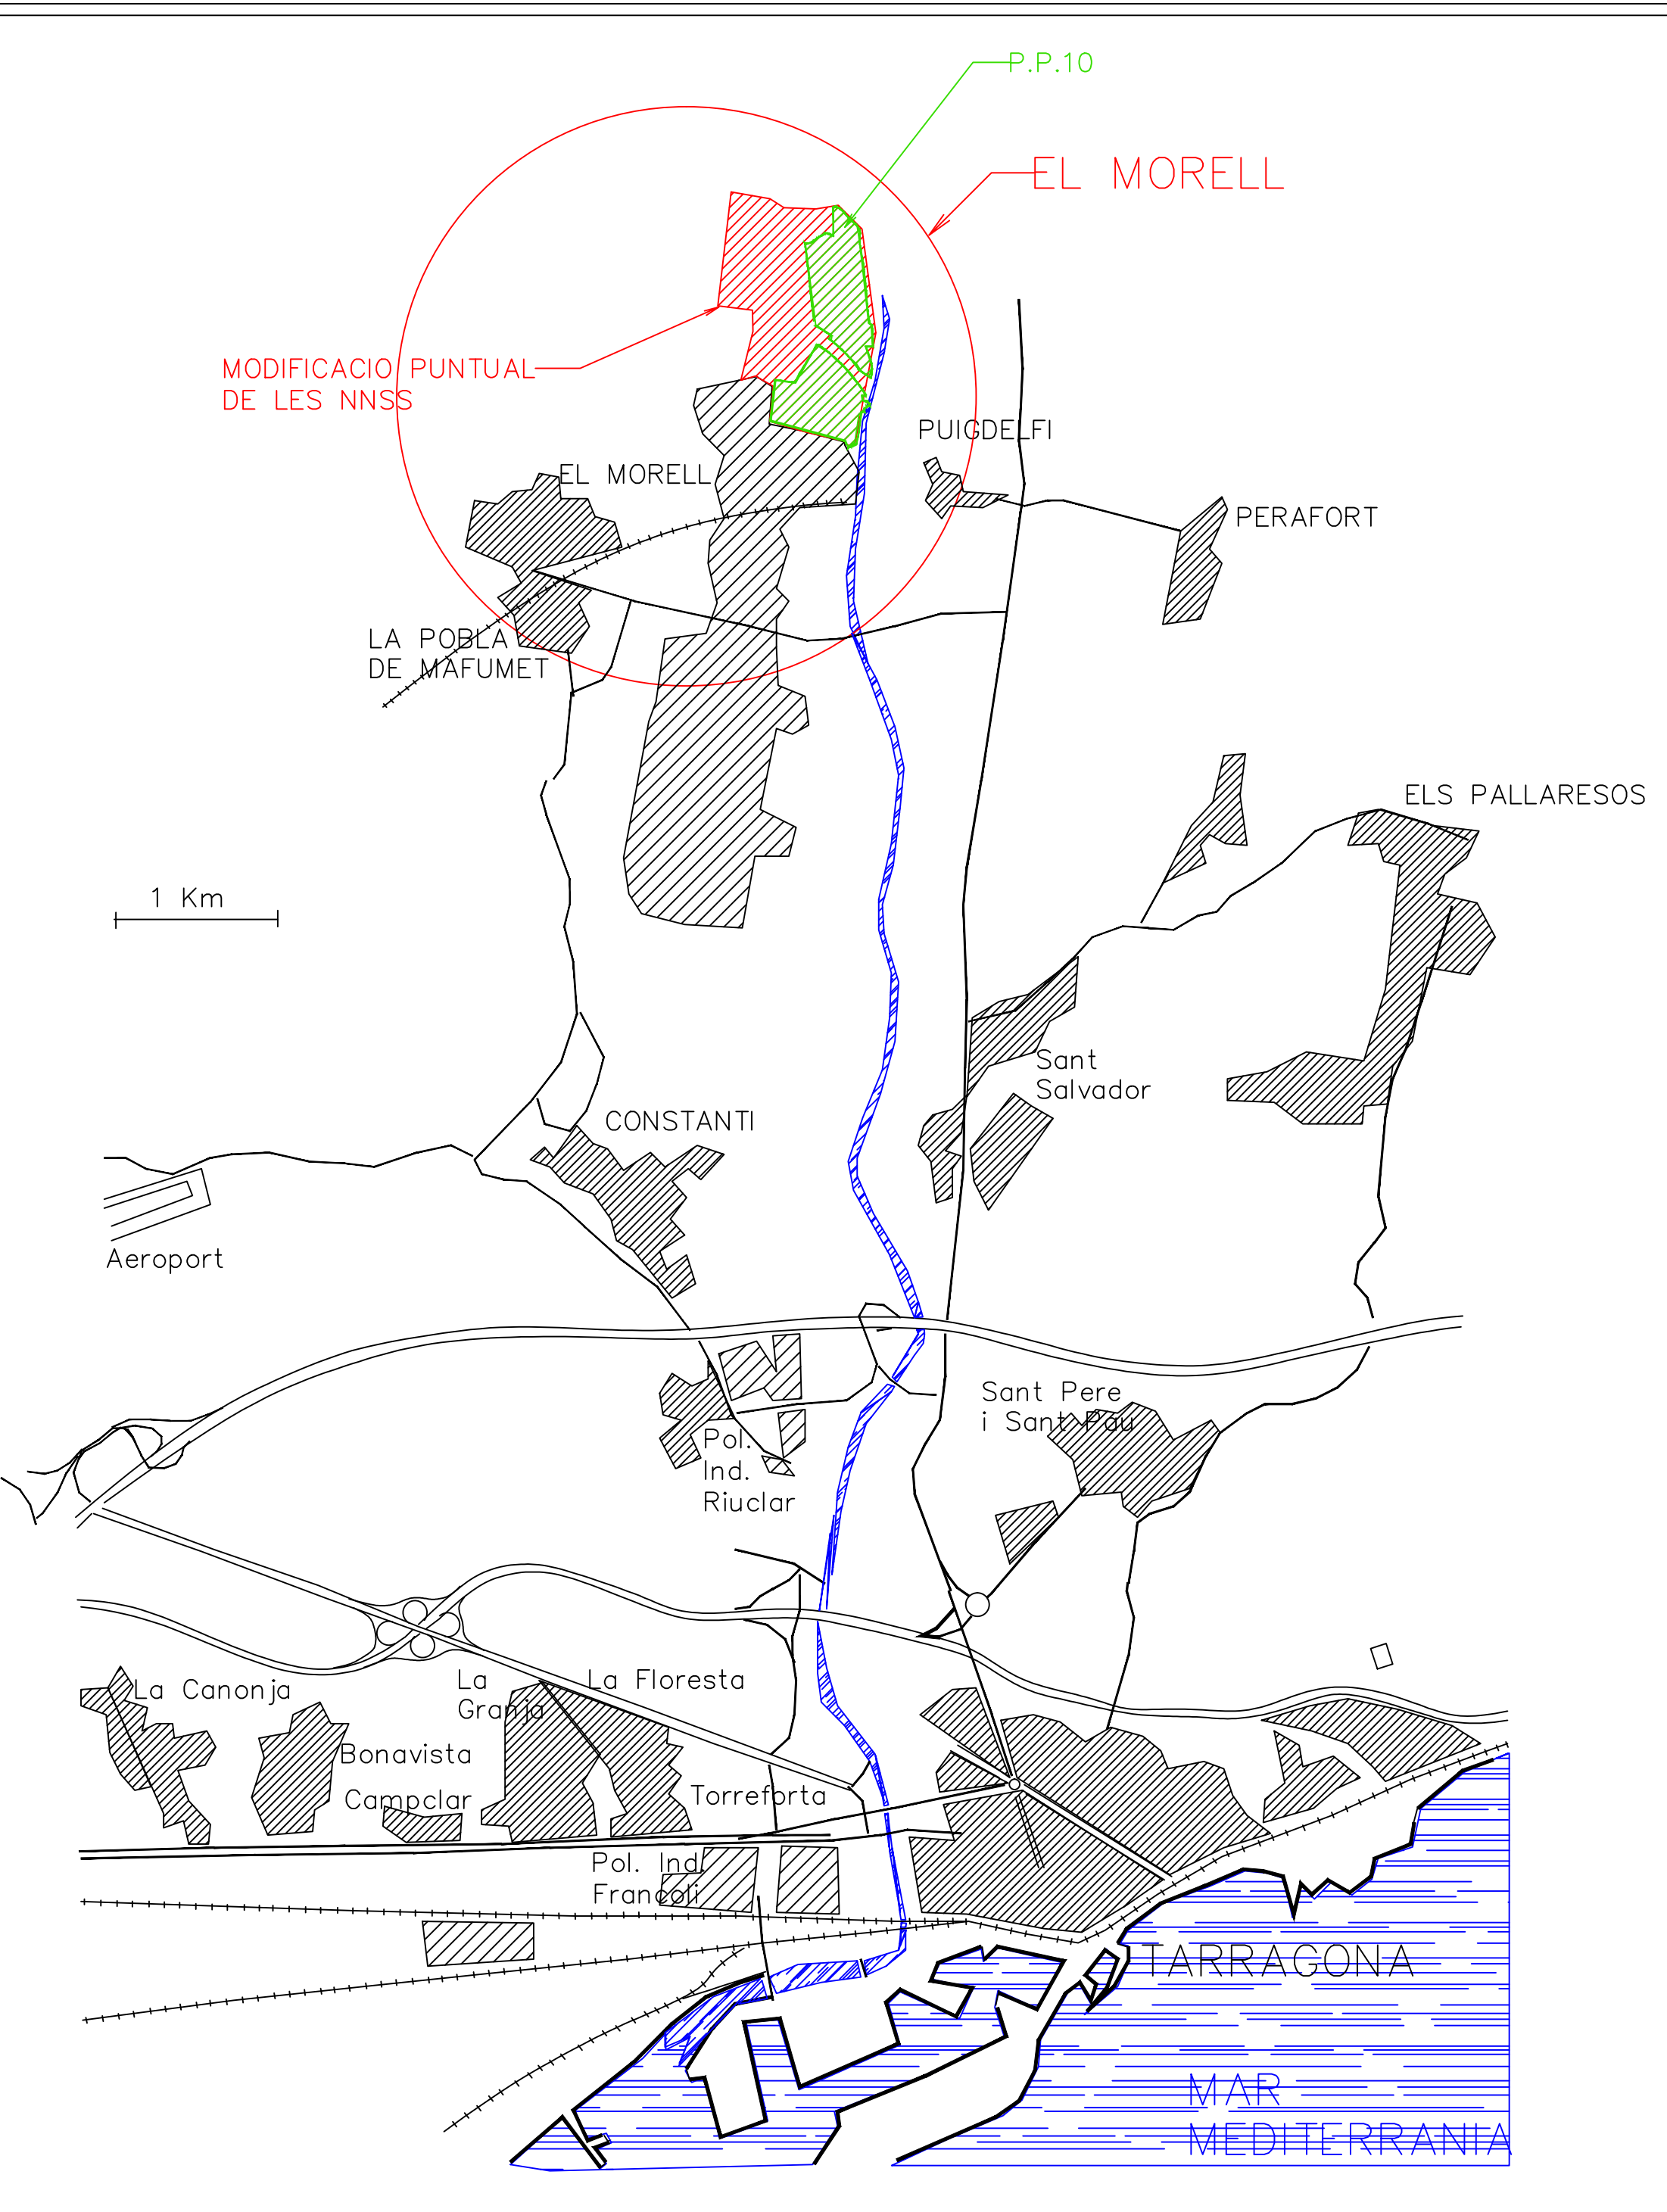 P.P.10
EL MORELL
MODIFICACIO PUNTUAL
DE LES NNSS
PUIGDELFI
EL MORELL
PERAFORT
LA POBLA
DE MAFUMET
ELS PALLARESOS
1 Km
Sant
Salvador
CONSTANTI
Aeroport
Sant Pere
i Sant Pau
Pol.
Ind.
Riuclar
La Canonja
La
Granja
La Floresta
Bonavista
Campclar
Torreforta
Pol. Ind.
Francoli
TARRAGONA
MAR
MEDITERRANIA